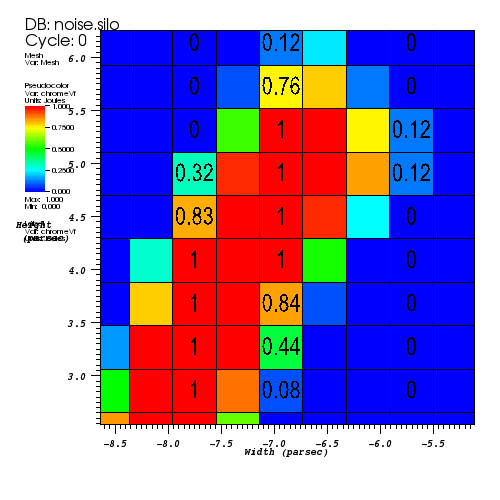 DB: noise.silo
Cycle: 0
Mesh
Var: Mesh
Pseudocolor
Var: chromeVf
Units: Joules
1.000
0.7500
0.5000
0.2500
0.000
Max: 1.000
Min: 0.000
Var: chromeVf
Height
(parsec)
6.0
5.5
5.0
4.5
4.0
3.5
3.0
0 0.12 0
0 0.76 0
0 1 0.12
0.32 1 0.12
0.83 1 0
1 1 0
1 0.84 0
1 0.44 0
1 0.08 0
-8.5 -8.0 -7.5 -7.0 -6.5 -6.0 -5.5
Width (parsec)